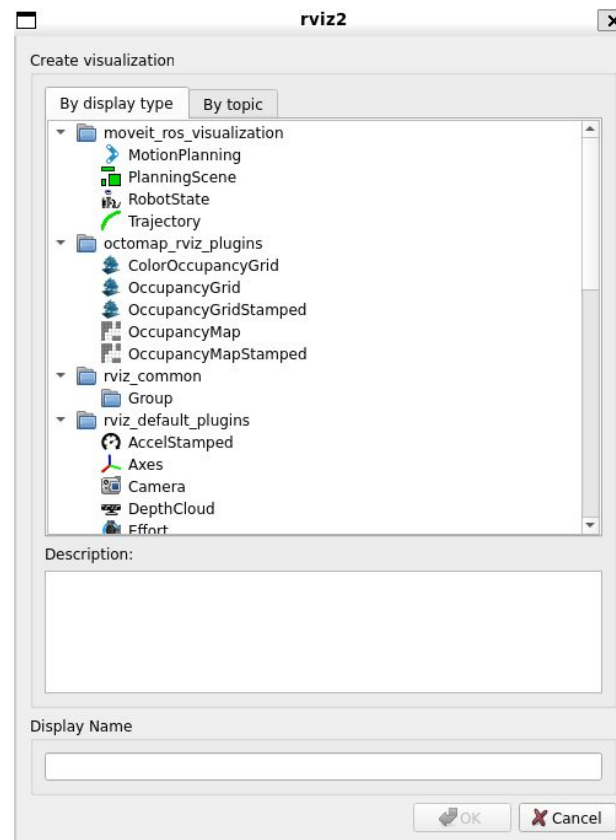 rviz2
Create visualization
By display type By topic
moveit_ros_visualization
MotionPlanning
PlanningScene
RobotState
Trajectory
octomap_rviz_plugins
ColorOccupancyGrid
OccupancyGrid
OccupancyGridStamped
OccupancyMap
OccupancyMapStamped
rviz_common
Group
rviz_default_plugins
AccelStamped
Axes
Camera
DepthCloud
Effort
Description:
Display Name
OK Cancel